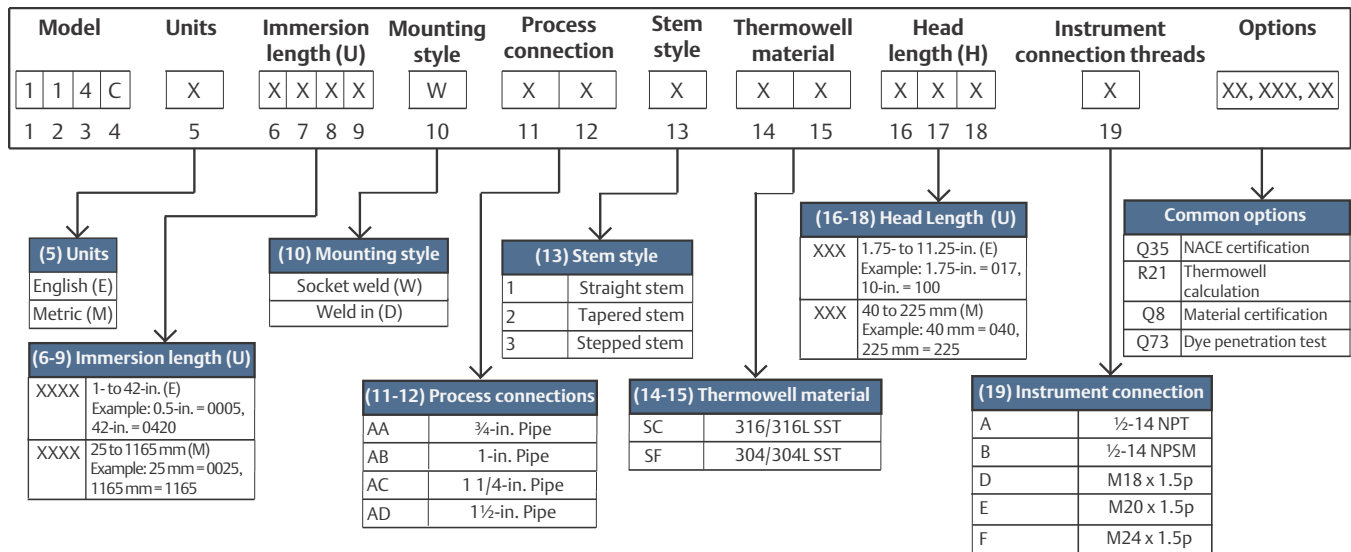 Model Units Immersion length (U) Mounting style Process connection Stem style Thermowell material Head length (H) Instrument connection threads Options
1 1 4 C X X X X X W X X X X X X X X X XX, XXX, XX
1 2 3 4 5 6 7 8 9 10 11 12 13 14 15 16 17 18 19
(5) Units
English (E)
Metric (M)
(6-9) Immersion length (U)
XXXX 1- to 42-in. (E)
Example: 0.5-in. = 0005,
42-in. = 0420
XXXX 25 to 1165 mm (M)
Example: 25 mm = 0025,
1165 mm = 1165
(10) Mounting style
Socket weld (W)
Weld in (D)
(11-12) Process connections
AA ¾-in. Pipe
AB 1-in. Pipe
AC 1 1/4-in. Pipe
AD 1½-in. Pipe
(13) Stem style
1 Straight stem
2 Tapered stem
3 Stepped stem
(14-15) Thermowell material
SC 316/316L SST
SF 304/304L SST
(16-18) Head Length (U)
XXX 1.75- to 11.25-in. (E)
Example: 1.75-in. = 017,
10-in. = 100
XXX 40 to 225 mm (M)
Example: 40 mm = 040,
225 mm = 225
(19) Instrument connection
A ½-14 NPT
B ½-14 NPSM
D M18 x 1.5p
E M20 x 1.5p
F M24 x 1.5p
Common options
Q35 NACE certification
R21 Thermowell
calculation
Q8 Material certification
Q73 Dye penetration test